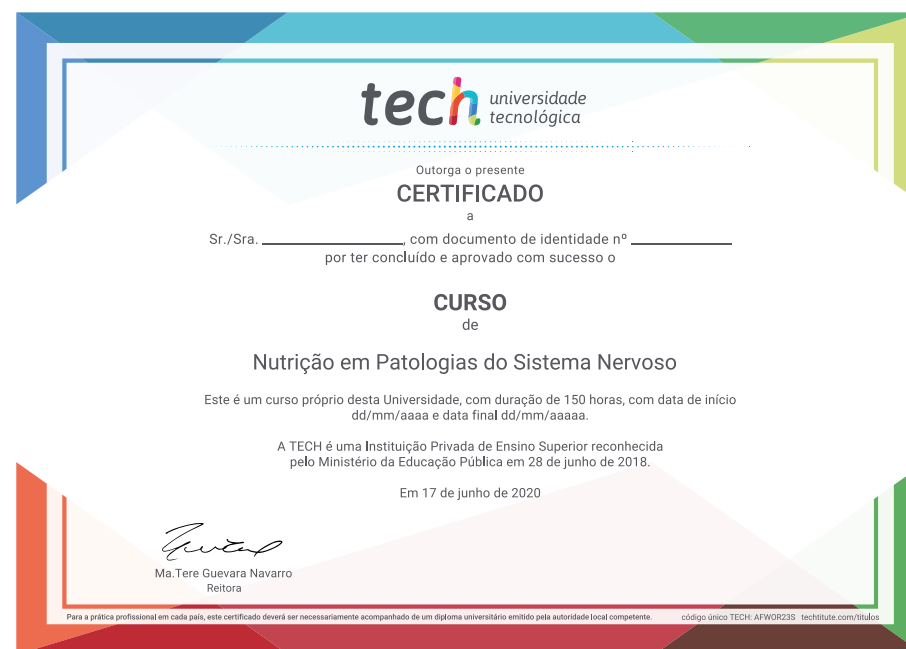 tech universidade
tecnológica
Outorga o presente
CERTIFICADO
a
Sr./Sra. ____________, com documento de identidade nº ____________
por ter concluído e aprovado com sucesso o
CURSO
de
Nutrição em Patologias do Sistema Nervoso
Este é um curso próprio desta Universidade, com duração de 150 horas, com data de início
dd/mm/aaaa e data final dd/mm/aaaaa.
A TECH é uma Instituição Privada de Ensino Superior reconhecida
pelo Ministério da Educação Pública em 28 de junho de 2018.
Em 17 de junho de 2020
Ma.Tere Guevara Navarro
Reitora
Para a prática profissional em cada país, este certificado deverá ser necessariamente acompanhado de um diploma universitário emitido pela autoridade local competente. código único TECH: AFWOR23S techtitute.com/titulos